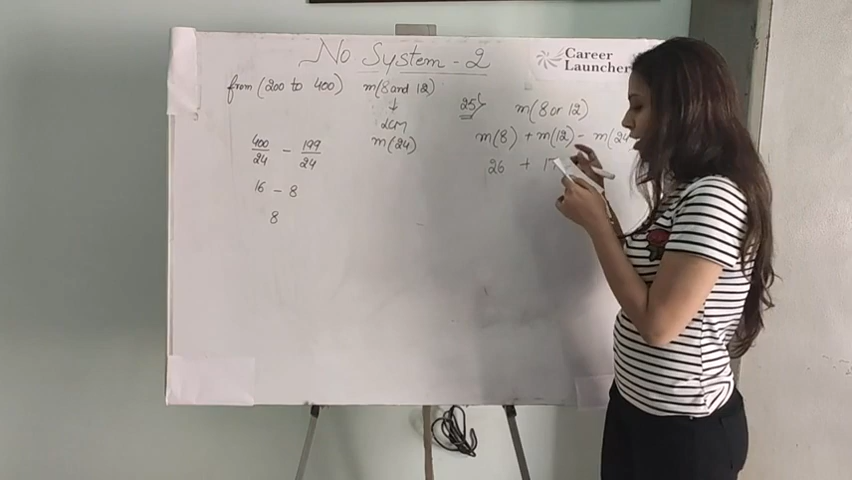 No System - 2
Career
Launcher
from (200 to 400) m(8 and 12)
↓
LCM
m(24)
400/24 - 199/24
16 - 8
8
25
m(8 or 12)
m(8) + m(12) - m(24
26 + 17